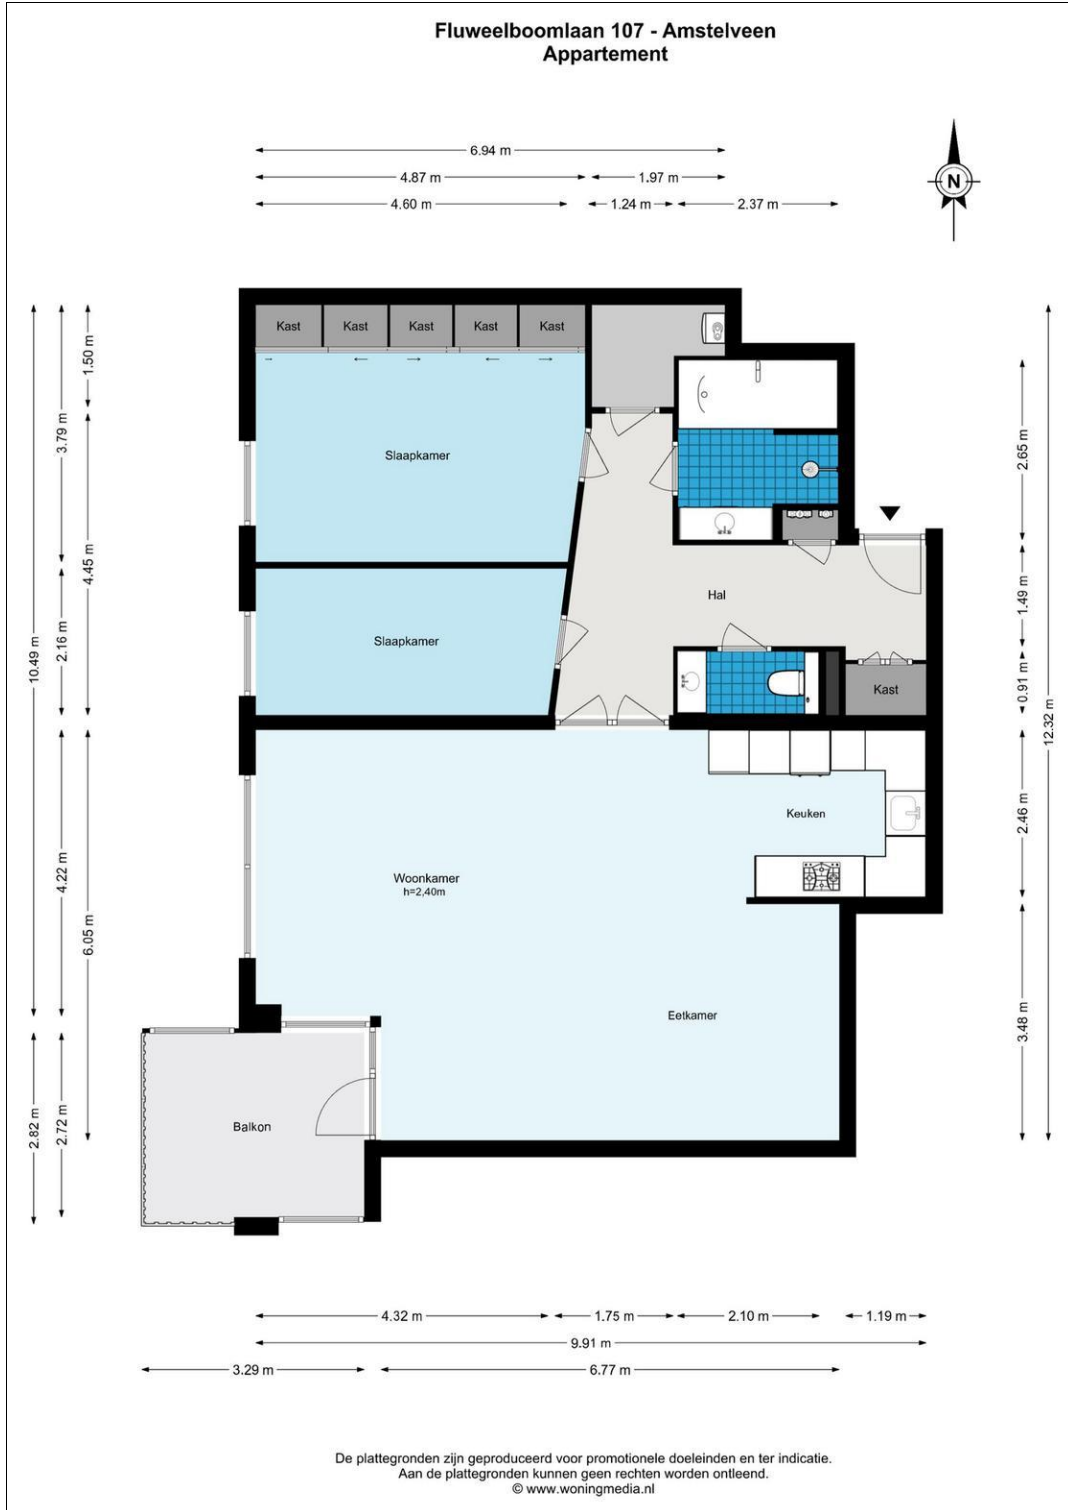 Fluweelboomlaan 107 - Amstelveen
Appartement
6.94 m
4.87 m
1.97 m
4.60 m
1.24 m
2.37 m
N
Kast
Kast
Kast
Kast
Kast
1.50 m
3.79 m
Slaapkamer
2.65 m
4.45 m
Hal
1.49 m
2.16 m
Slaapkamer
10.49 m
0.91 m
Kast
12.32 m
Keuken
2.46 m
4.22 m
Woonkamer
h=2,40m
6.05 m
Eetkamer
3.48 m
Balkon
2.82 m
2.72 m
4.32 m
1.75 m
2.10 m
1.19 m
9.91 m
3.29 m
6.77 m
De plattegronden zijn geproduceerd voor promotionele doeleinden en ter indicatie.
Aan de plattegronden kunnen geen rechten worden ontleend.
© www.woningmedia.nl